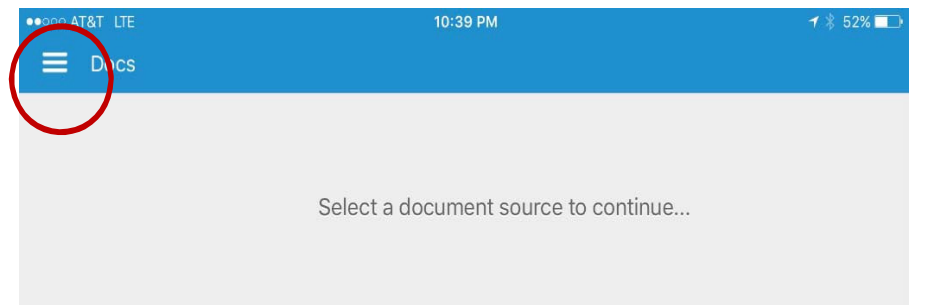 AT&T LTE 10:39 PM 52%
Docs
Select a document source to continue...